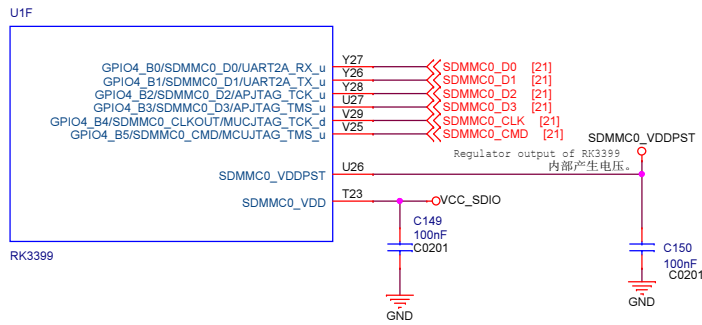 U1F
GPIO4_B0/SDMMC0_D0/UART2A_RX_u Y27 SDMMC0_D0 [21]
GPIO4_B1/SDMMC0_D1/UART2A_TX_u Y26 SDMMC0_D1 [21]
GPIO4_B2/SDMMC0_D2/APJTAG_TCK_u Y28 SDMMC0_D2 [21]
GPIO4_B3/SDMMC0_D3/APJTAG_TMS_u U27 SDMMC0_D3 [21]
GPIO4_B4/SDMMC0_CLKOUT/MUCJTAG_TCK_d V29 SDMMC0_CLK [21]
GPIO4_B5/SDMMC0_CMD/MCUJTAG_TMS_u V25 SDMMC0_CMD [21]
SDMMC0_VDDPST
Regulator output of RK3399
内部产生电压。
SDMMC0_VDDPST U26
SDMMC0_VDD T23 VCC_SDIO
C149
100nF
C0201
C150
100nF
C0201
RK3399
GND
GND